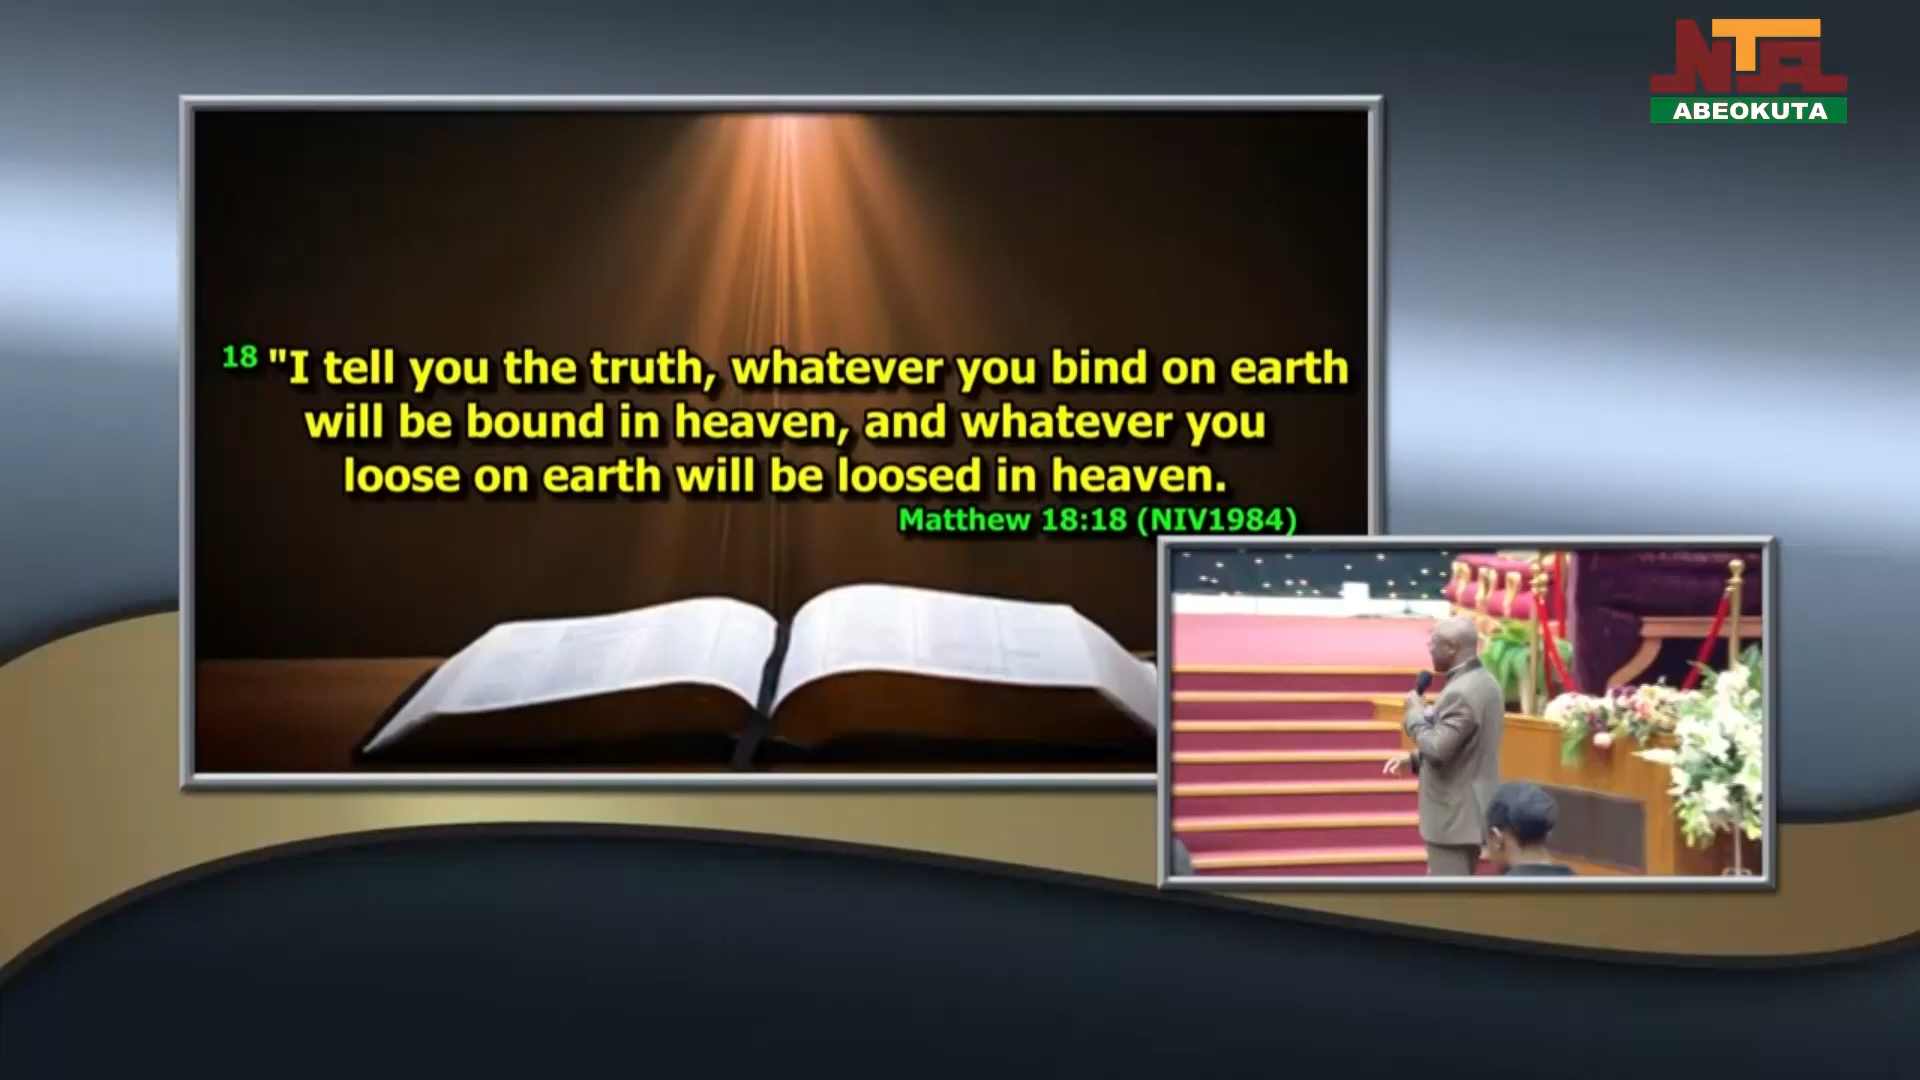 NTA
ABEOKUTA
18 "I tell you the truth, whatever you bind on earth
will be bound in heaven, and whatever you
loose on earth will be loosed in heaven.
Matthew 18:18 (NIV1984)